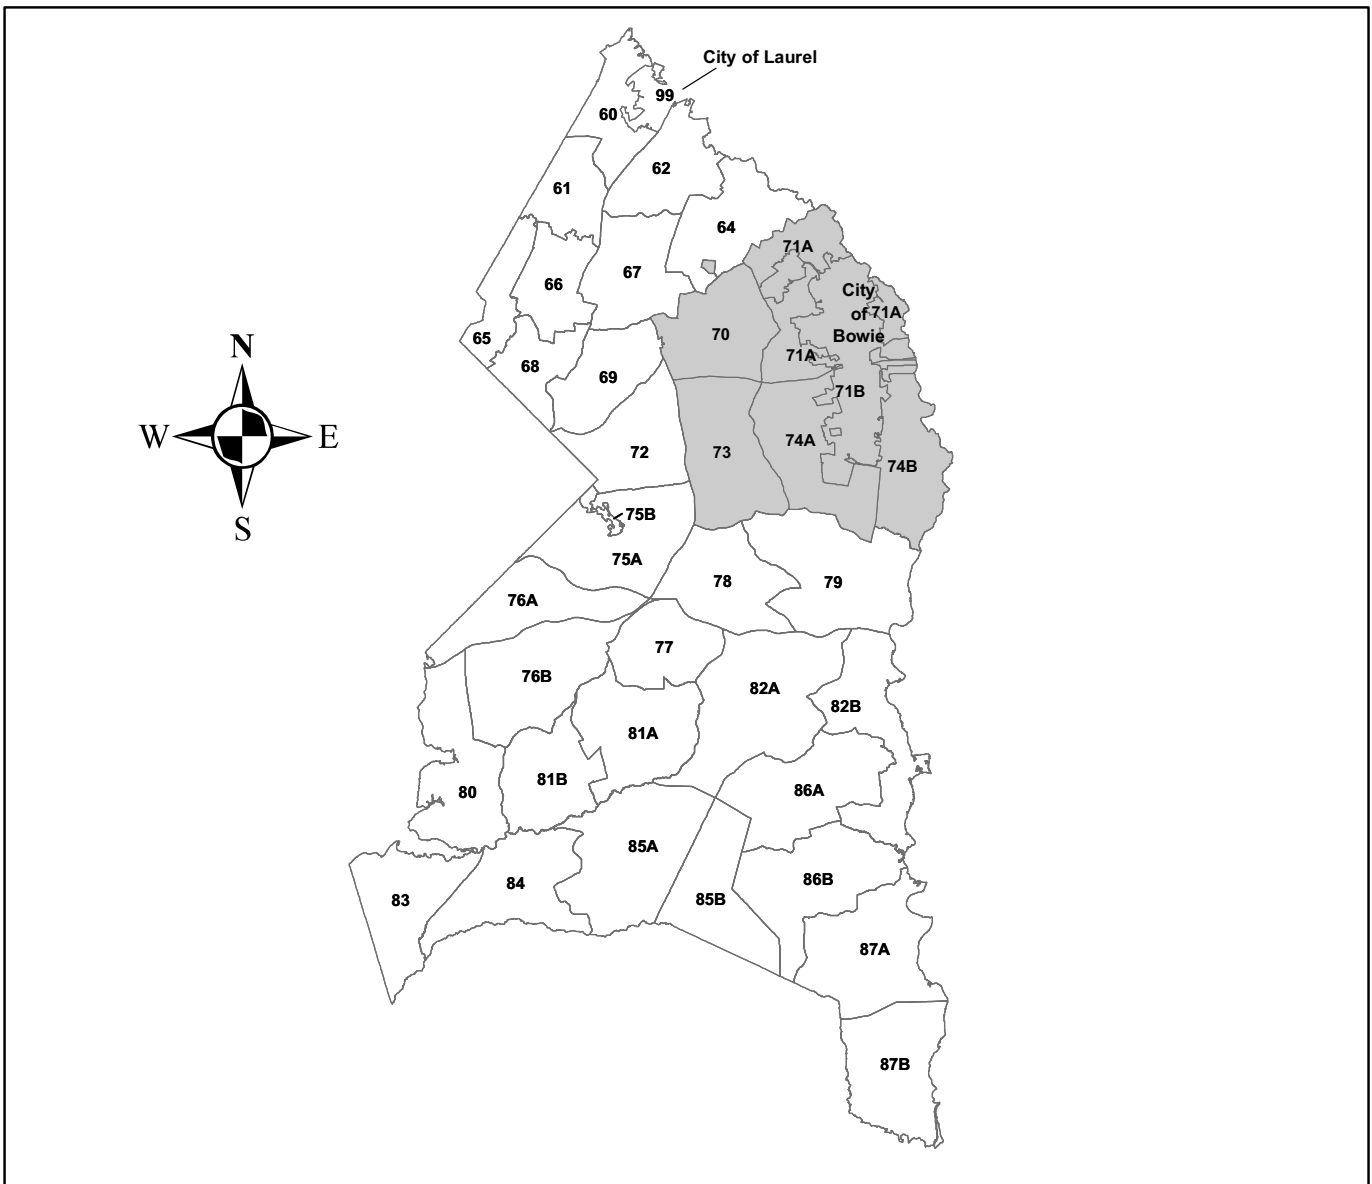 City of Laurel
99
60
62
61
64
71A
67
66
City
of
Bowie
71A
70
65
71A
68
69
71B
N
W
E
S
72
73
74A
74B
75B
75A
78
79
76A
77
76B
82A
82B
81A
81B
80
86A
85A
86B
84
85B
83
87A
87B